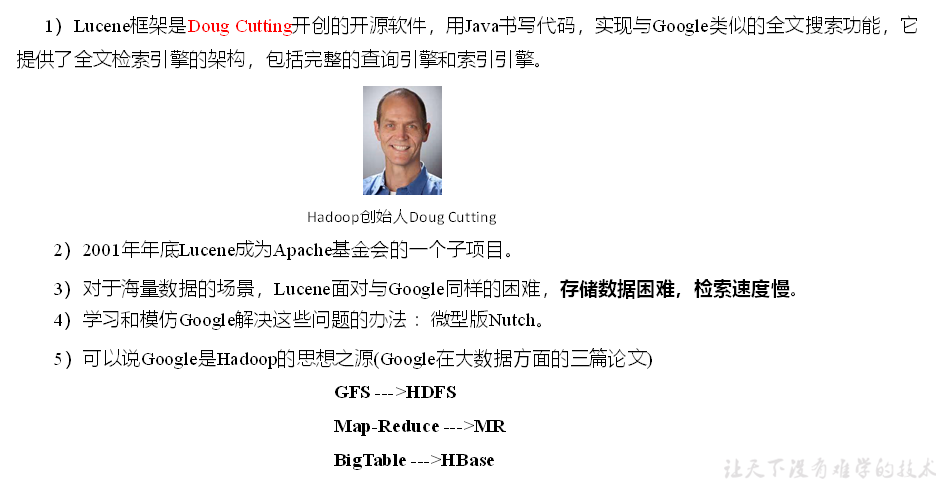 1）Lucene框架是Doug Cutting开创的开源软件，用Java书写代码，实现与Google类似的全文搜索功能，它
提供了全文检索引擎的架构，包括完整的查询引擎和索引引擎。
Hadoop创始人Doug Cutting
2）2001年年底Lucene成为Apache基金会的一个子项目。
3）对于海量数据的场景，Lucene面对与Google同样的困难，存储数据困难，检索速度慢。
4）学习和模仿Google解决这些问题的办法 ：微型版Nutch。
5）可以说Google是Hadoop的思想之源(Google在大数据方面的三篇论文)
GFS --->HDFS
Map-Reduce --->MR
BigTable --->HBase
让天下没有难学的技术